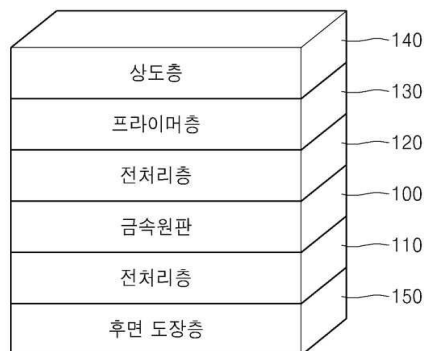 상도층 140
프라이머층 130
전처리층 120
금속원판 100
전처리층 110
후면 도장층 150